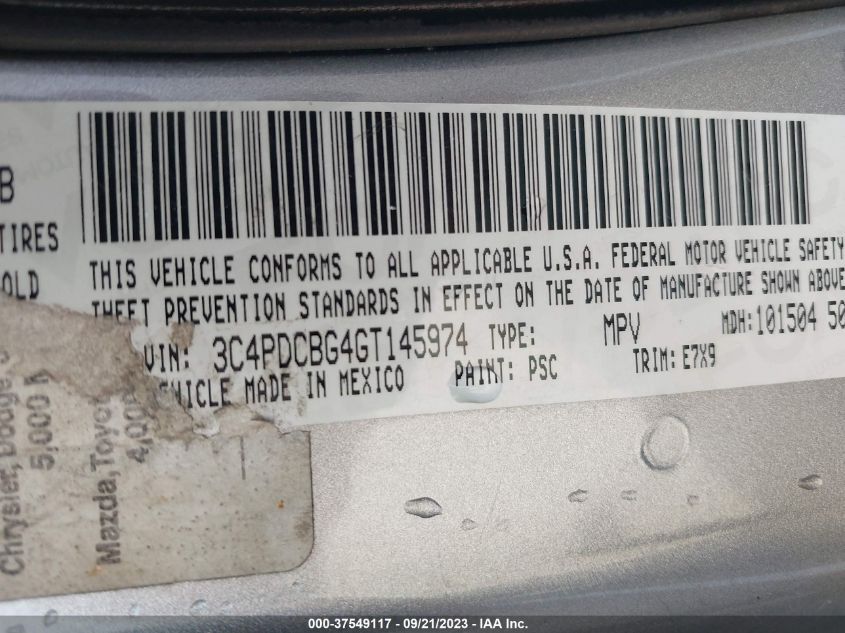 B
TIRES
OLD
THIS VEHICLE CONFORMS TO ALL APPLICABLE U.S.A. FEDERAL MOTOR VEHICLE SAFETY
THEFT PREVENTION STANDARDS IN EFFECT ON THE DATE OF MANUFACTURE SHOWN ABOVE
VIN: 3C4PDCBG4GT145974 TYPE: MPV MDH:101504 50
VEHICLE MADE IN MEXICO PAINT: PSC TRIM: E7X9
Chrysler, Dodge
5,000
Mazda, Toyo
4,00
000-37549117 - 09/21/2023 - IAA Inc.